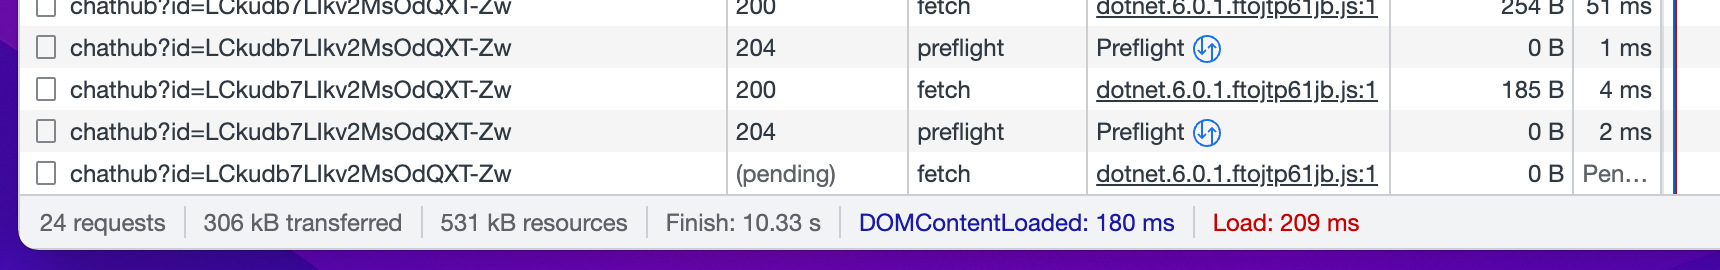 chathub?id=LCkudb7LIkv2MsOdQXT-Zw 200 fetch dotnet.6.0.1.ftojtp61jb.js:1 254 B 51 ms
chathub?id=LCkudb7LIkv2MsOdQXT-Zw 204 preflight Preflight 0 B 1 ms
chathub?id=LCkudb7LIkv2MsOdQXT-Zw 200 fetch dotnet.6.0.1.ftojtp61jb.js:1 185 B 4 ms
chathub?id=LCkudb7LIkv2MsOdQXT-Zw 204 preflight Preflight 0 B 2 ms
chathub?id=LCkudb7LIkv2MsOdQXT-Zw (pending) fetch dotnet.6.0.1.ftojtp61jb.js:1 0 B Pen...
24 requests 306 kB transferred 531 kB resources Finish: 10.33 s DOMContentLoaded: 180 ms Load: 209 ms